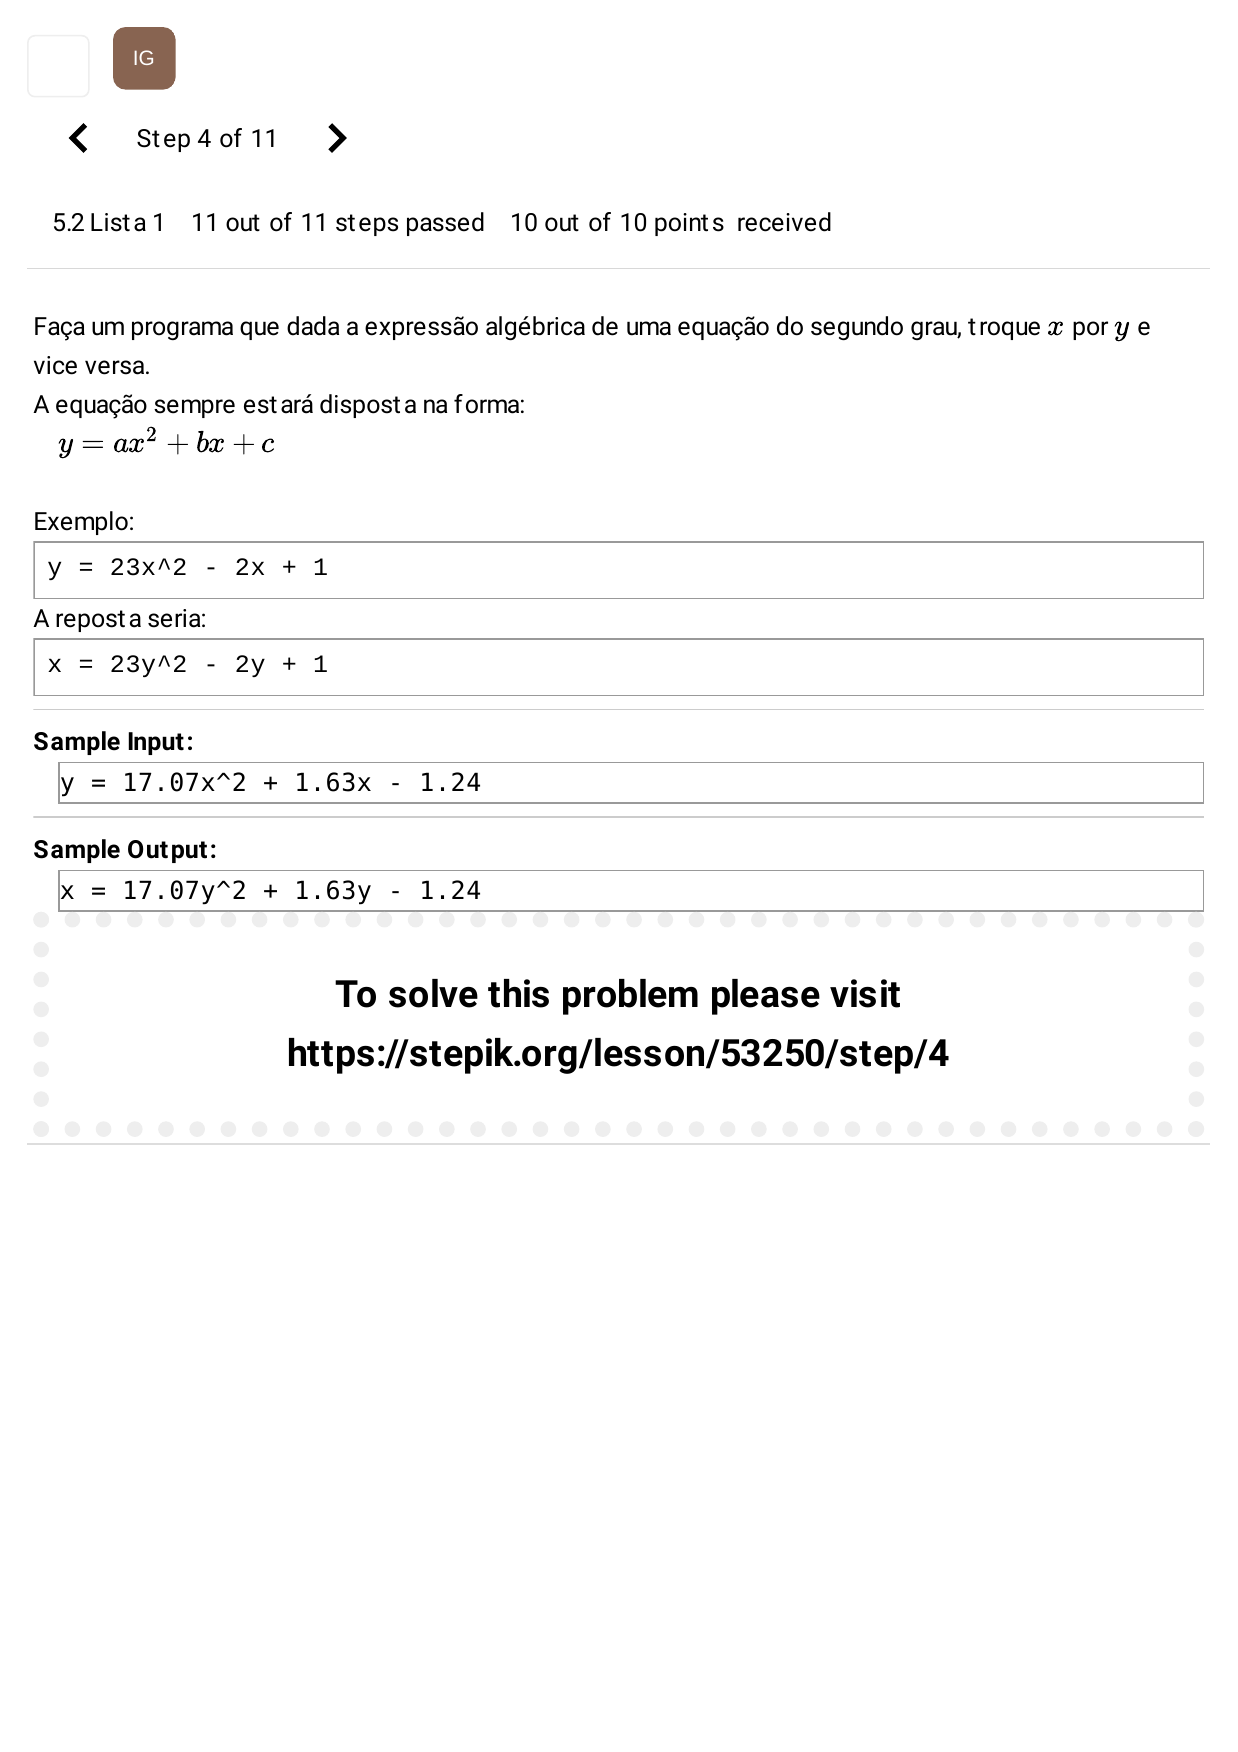 IG
Step 4 of 11
5.2 Lista 1 11 out of 11 steps passed 10 out of 10 points received
Faça um programa que dada a expressão algébrica de uma equação do segundo grau, troque x por y e
vice versa.
A equação sempre estará disposta na forma:
y = ax² + bx + c
Exemplo:
y = 23x^2 - 2x + 1
A reposta seria:
x = 23y^2 - 2y + 1
Sample Input:
y = 17.07x^2 + 1.63x - 1.24
Sample Output:
x = 17.07y^2 + 1.63y - 1.24
To solve this problem please visit
https://stepik.org/lesson/53250/step/4